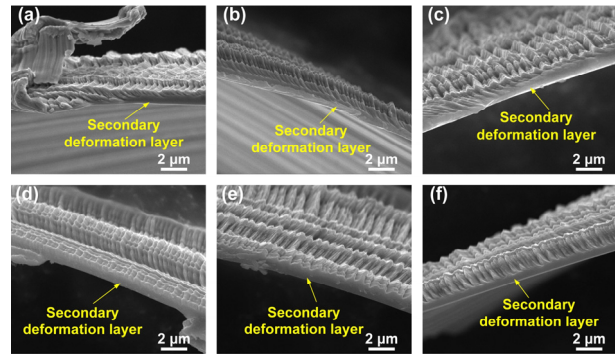 (a)
Secondary
deformation layer
2 μm
(b)
Secondary
deformation layer
2 μm
(c)
Secondary
deformation layer
2 μm
(d)
Secondary
deformation layer
2 μm
(e)
Secondary
deformation layer
2 μm
(f)
Secondary
deformation layer
2 μm